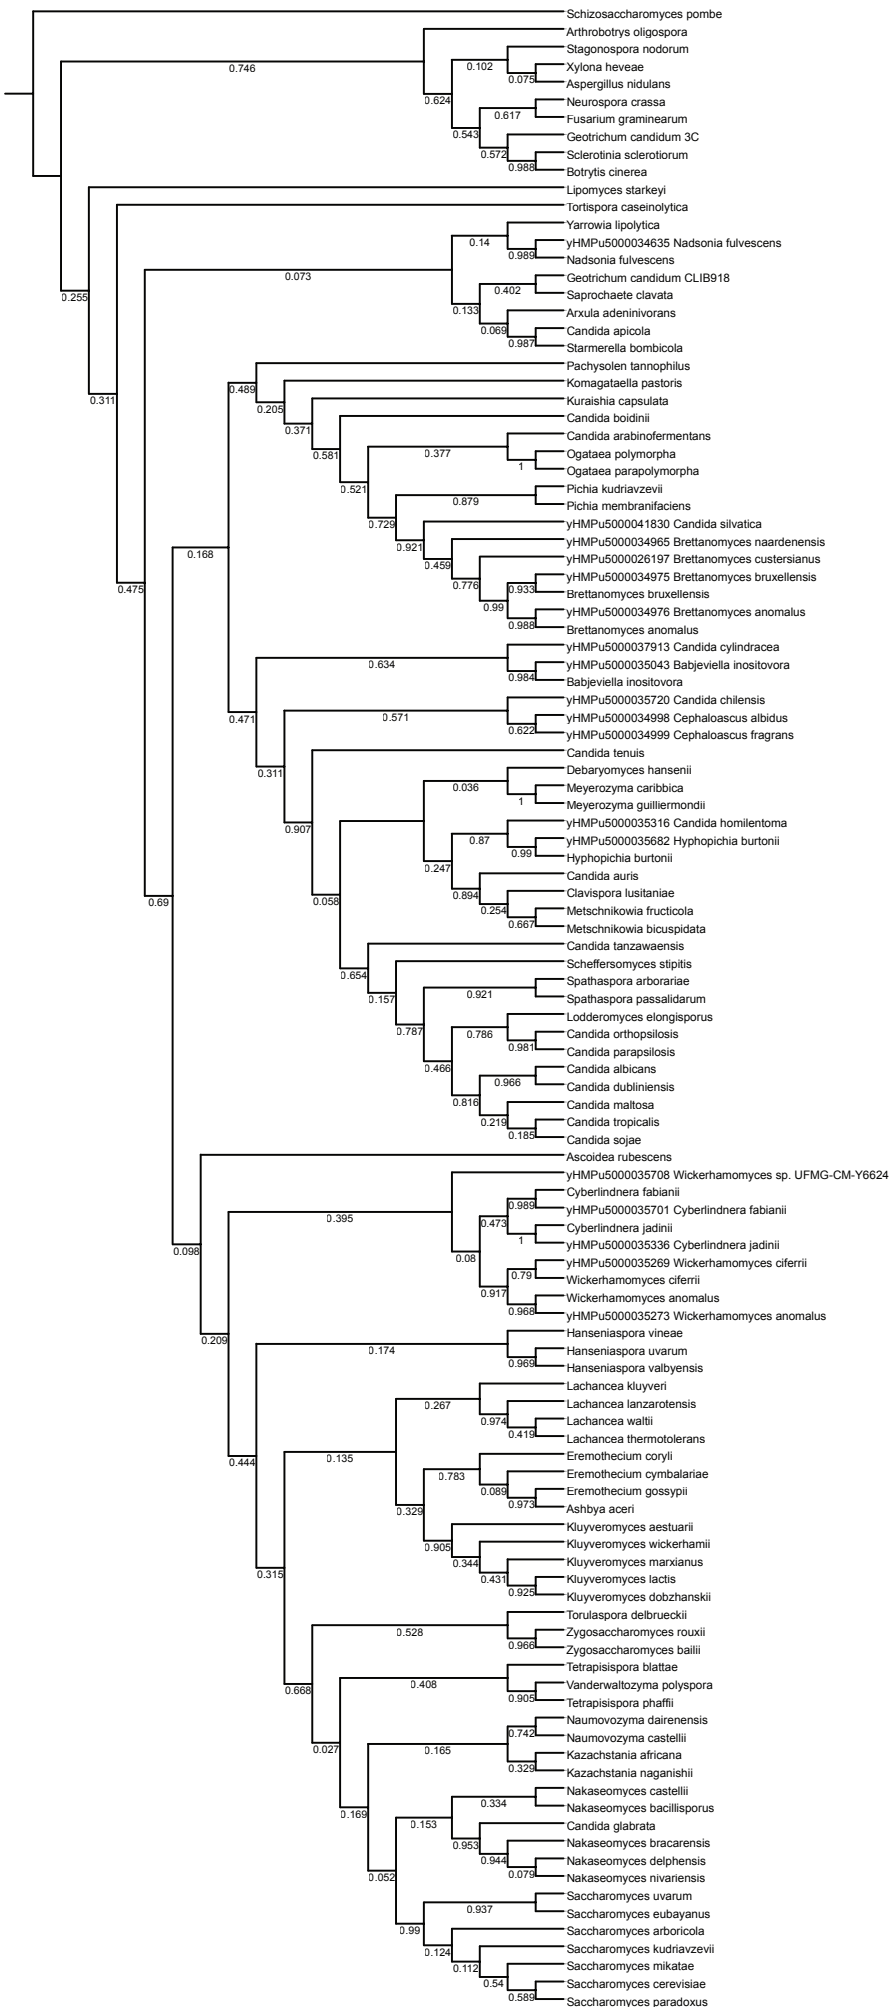 Schizosaccharomyces pombe
Arthrobotrys oligospora
Stagonospora nodorum
0.746
0.102
Xylona heveae
0.075
Aspergillus nidulans
0.624
Neurospora crassa
0.617
Fusarium graminearum
0.543
Geotrichum candidum 3C
0.572
Sclerotinia sclerotiorum
0.988
Botrytis cinerea
Lipomyces starkeyi
Tortispora caseinolytica
Yarrowia lipolytica
0.14
yHMPu5000034635 Nadsonia fulvescens
0.989
Nadsonia fulvescens
0.073
Geotrichum candidum CLIB918
0.402
0.255
Saprochaete clavata
0.133
Arxula adeninivorans
0.069
Candida apicola
0.987
Starmerella bombicola
Pachysolen tannophilus
0.489
Komagataella pastoris
0.311
0.205
Kuraishia capsulata
0.371
Candida boidinii
Candida arabinofermentans
0.581
0.377
Ogataea polymorpha
1
Ogataea parapolymorpha
0.521
Pichia kudriavzevii
0.879
Pichia membranifaciens
0.729
yHMPu5000041830 Candida silvatica
0.921
yHMPu5000034965 Brettanomyces naardenensis
0.168
0.459
yHMPu5000026197 Brettanomyces custersianus
0.475
0.776
yHMPu5000034975 Brettanomyces bruxellensis
0.933
Brettanomyces bruxellensis
0.99
yHMPu5000034976 Brettanomyces anomalus
0.988
Brettanomyces anomalus
yHMPu5000037913 Candida cylindracea
0.634
yHMPu5000035043 Babjeviella inositovora
0.984
Babjeviella inositovora
yHMPu5000035720 Candida chilensis
0.471
0.571
yHMPu5000034998 Cephaloascus albidus
0.622
yHMPu5000034999 Cephaloascus fragrans
Candida tenuis
0.311
Debaryomyces hansenii
0.036
Meyerozyma caribbica
1
Meyerozyma guilliermondii
0.907
yHMPu5000035316 Candida homilentoma
0.87
yHMPu5000035682 Hyphopichia burtonii
0.99
Hyphopichia burtonii
0.247
Candida auris
0.894
Clavispora lusitaniae
0.69
0.058
0.254
Metschnikowia fructicola
0.667
Metschnikowia bicuspidata
Candida tanzawaensis
Scheffersomyces stipitis
0.654
Spathaspora arborariae
0.157
0.921
Spathaspora passalidarum
Lodderomyces elongisporus
0.787
0.786
Candida orthopsilosis
0.981
Candida parapsilosis
0.466
Candida albicans
0.966
Candida dubliniensis
0.816
Candida maltosa
0.219
Candida tropicalis
0.185
Candida sojae
Ascoidea rubescens
yHMPu5000035708 Wickerhamomyces sp. UFMG-CM-Y6624
Cyberlindnera fabianii
0.395
0.989
yHMPu5000035701 Cyberlindnera fabianii
0.473
Cyberlindnera jadinii
0.098
1
yHMPu5000035336 Cyberlindnera jadinii
0.08
yHMPu5000035269 Wickerhamomyces ciferrii
0.79
Wickerhamomyces ciferrii
0.917
Wickerhamomyces anomalus
0.968
yHMPu5000035273 Wickerhamomyces anomalus
Hanseniaspora vineae
0.209
0.174
Hanseniaspora uvarum
0.969
Hanseniaspora valbyensis
Lachancea kluyveri
0.267
Lachancea lanzarotensis
0.974
Lachancea waltii
0.419
Lachancea thermotolerans
0.444
0.135
Eremothecium coryli
0.783
Eremothecium cymbalariae
0.089
Eremothecium gossypii
0.973
Ashbya aceri
0.329
Kluyveromyces aestuarii
0.905
Kluyveromyces wickerhamii
0.344
Kluyveromyces marxianus
0.315
0.431
Kluyveromyces lactis
0.925
Kluyveromyces dobzhanskii
Torulaspora delbrueckii
0.528
Zygosaccharomyces rouxii
0.966
Zygosaccharomyces bailii
Tetrapisispora blattae
0.408
Vanderwaltozyma polyspora
0.668
0.905
Tetrapisispora phaffii
Naumovozyma dairenensis
0.742
Naumovozyma castellii
0.027
0.165
Kazachstania africana
0.329
Kazachstania naganishii
Nakaseomyces castellii
0.334
Nakaseomyces bacillisporus
0.169
0.153
Candida glabrata
0.953
Nakaseomyces bracarensis
0.944
Nakaseomyces delphensis
0.079
Nakaseomyces nivariensis
0.052
Saccharomyces uvarum
0.937
Saccharomyces eubayanus
0.99
Saccharomyces arboricola
0.124
Saccharomyces kudriavzevii
0.112
Saccharomyces mikatae
0.54
Saccharomyces cerevisiae
0.589
Saccharomyces paradoxus